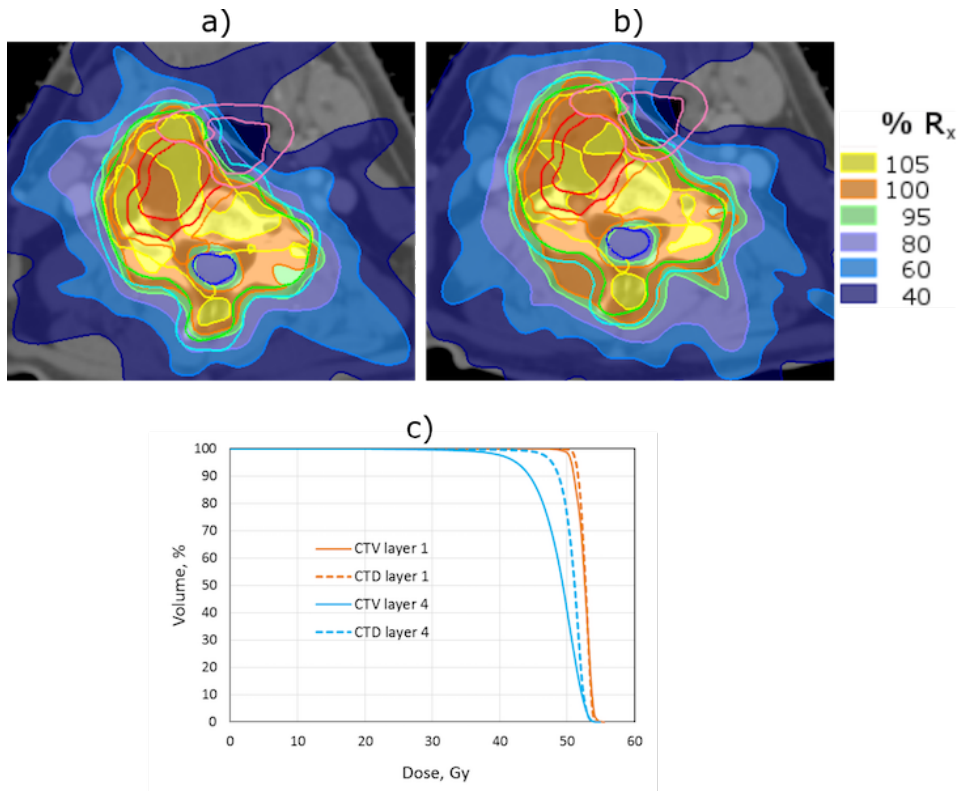 a)
b)
% Rx
105
100
95
80
60
40
c)
Volume, %
100
90
80
70
60
50
40
30
20
10
0
CTV layer 1
CTD layer 1
CTV layer 4
CTD layer 4
0 10 20 30 40 50 60
Dose, Gy